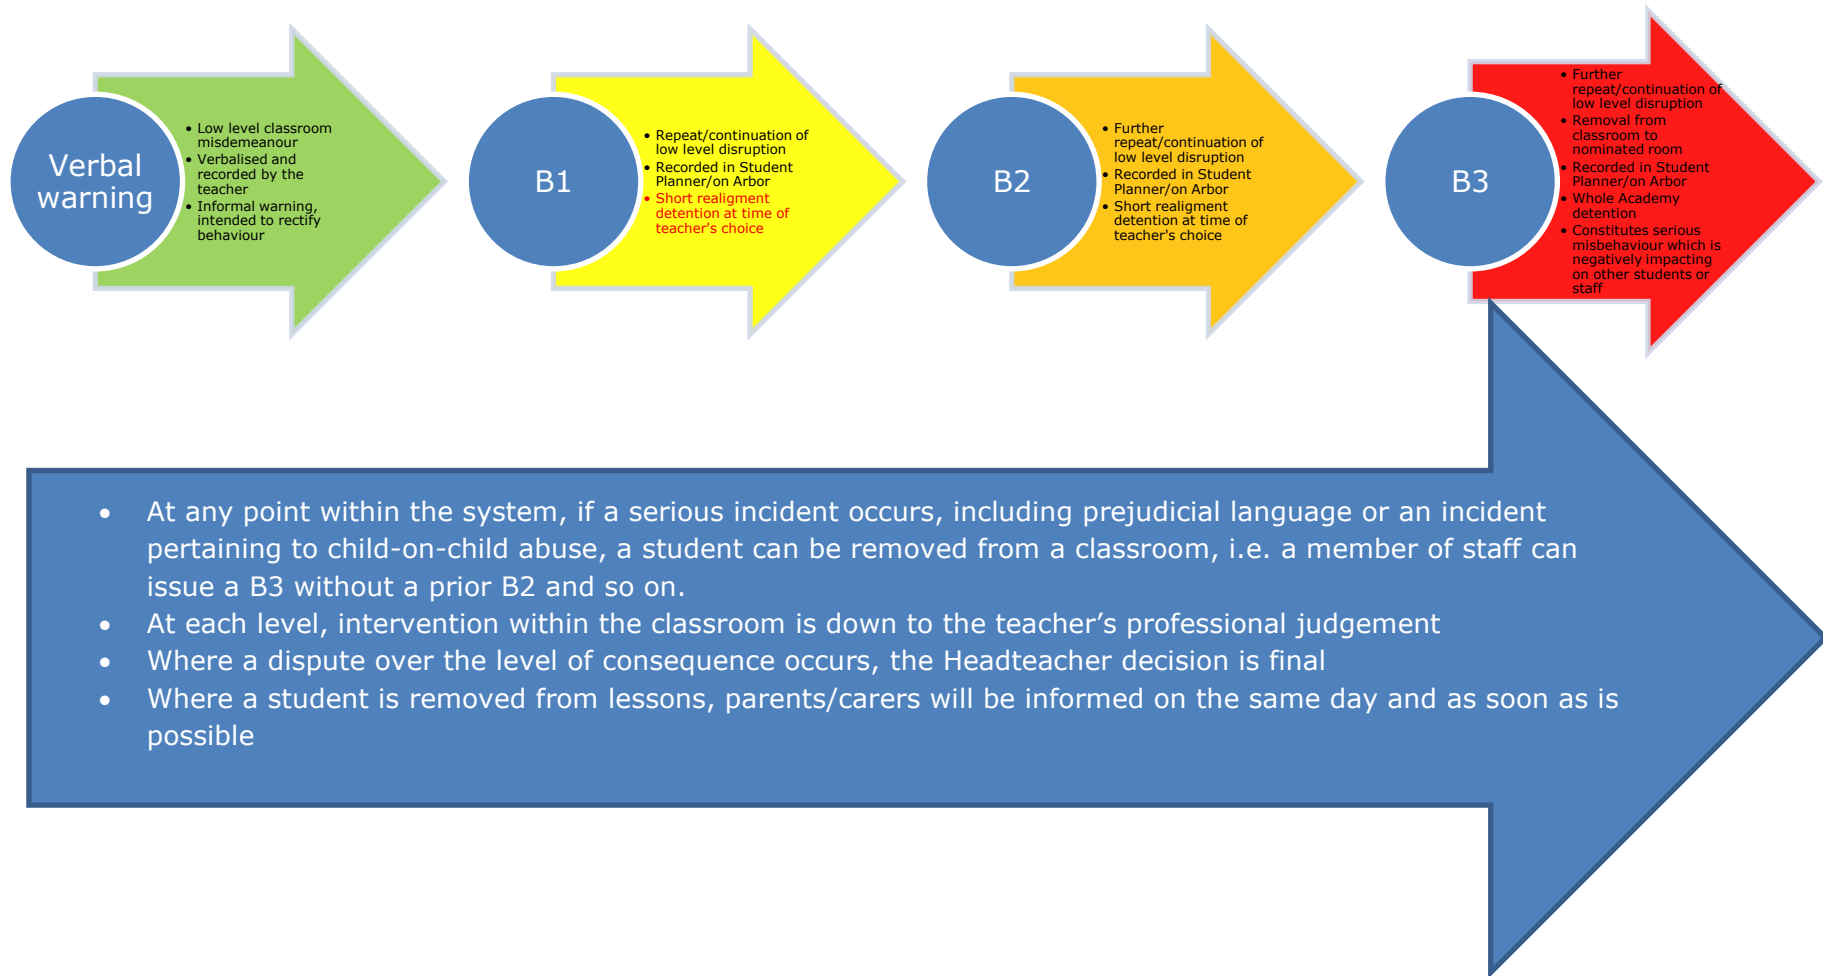 Verbal
warning
• Low level classroom
misdemeanour
• Verbalised and
recorded by the
teacher
• Informal warning,
intended to rectify
behaviour
B1
• Repeat/continuation of
low level disruption
• Recorded in Student
Planner/on Arbor
• Short realigment
detention at time of
teacher's choice
B2
• Further
repeat/continuation of
low level disruption
• Recorded in Student
Planner/on Arbor
• Short realigment
detention at time of
teacher's choice
B3
• Further
repeat/continuation of
low level disruption
• Removal from
classroom to
nominated room
• Recorded in Student
Planner/on Arbor
• Whole Academy
detention
• Constitutes serious
misbehaviour which is
negatively impacting
on other students or
staff
• At any point within the system, if a serious incident occurs, including prejudicial language or an incident
pertaining to child-on-child abuse, a student can be removed from a classroom, i.e. a member of staff can
issue a B3 without a prior B2 and so on.
• At each level, intervention within the classroom is down to the teacher’s professional judgement
• Where a dispute over the level of consequence occurs, the Headteacher decision is final
• Where a student is removed from lessons, parents/carers will be informed on the same day and as soon as is
possible